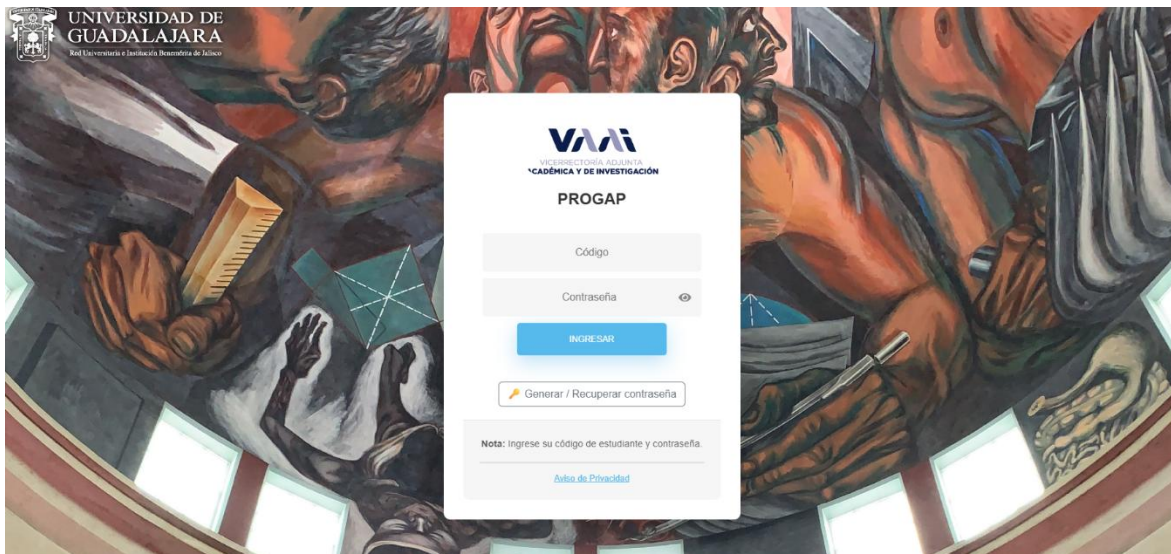 UNIVERSIDAD DE
GUADALAJARA
Red Universitaria e Institución Benemérita de Jalisco
VAAI
VICERRECTORÍA ADJUNTA
ACADÉMICA Y DE INVESTIGACIÓN
PROGAP
Código
Contraseña
INGRESAR
Generar / Recuperar contraseña
Nota: Ingrese su código de estudiante y contraseña.
Aviso de Privacidad